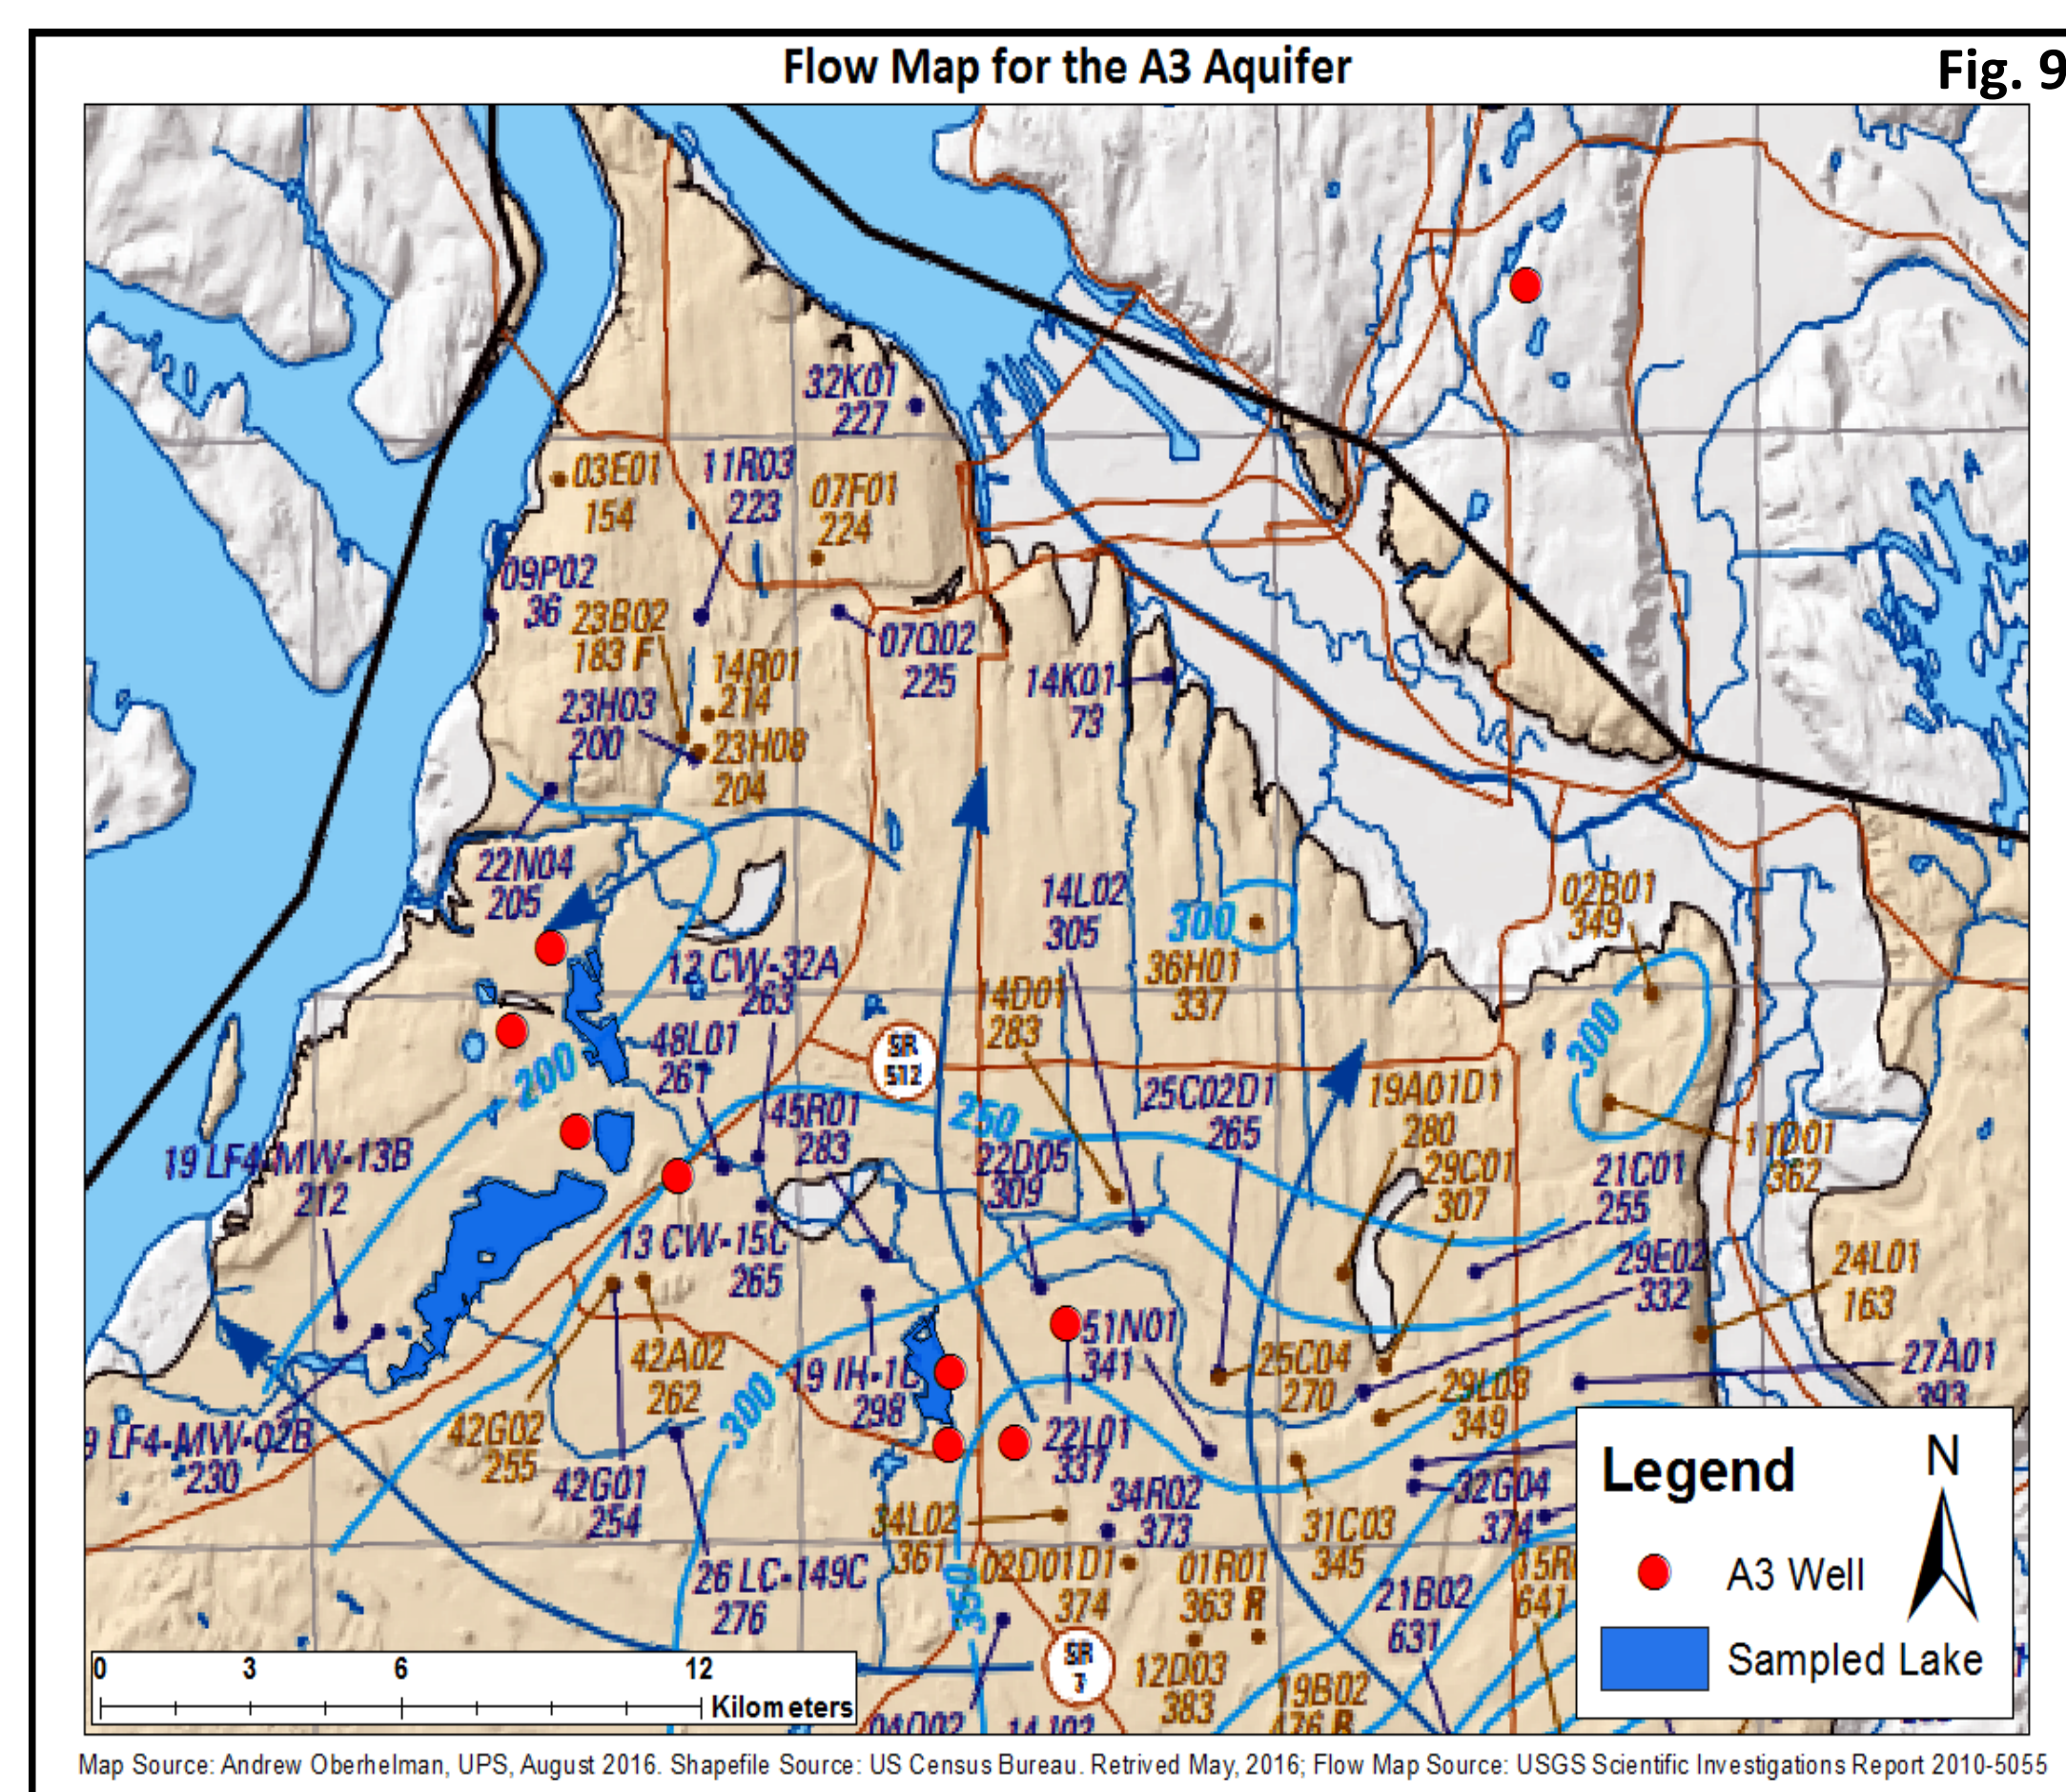 Flow Map for the A3 Aquifer
Fig. 9
32K01
227
03E01
154
11R03
223
07F01
224
09P02
36
23B02
183 F
14R01
214
07Q02
225
14K01
73
23H03
200
23H08
204
22N04
205
14L02
305
300
36H01
337
02B01
349
12 CW-32A
263
14D01
283
48L01
261
SR
512
200
300
45R01
283
250
25C02D1
265
19A01D1
280
29C01
307
11D01
362
19 LF4-MW-13B
212
22D05
309
21C01
255
13 CW-15C
265
29E02
332
24L01
163
42A02
262
19 IH-1
298
51N01
341
25C04
270
29L03
349
27A01
393
300
9 LF4-MW-02B
230
42G02
255
42G01
254
22L01
337
34R02
373
32G04
374
34L02
361
31C03
345
26 LC-149C
276
350
02D01D1
374
01R01
363 R
21B02
631
15R
641
SR
7
12D03
383
19B02
476 R
Legend
N
A3 Well
Sampled Lake
0 3 6 12
Kilometers
Map Source: Andrew Oberhelman, UPS, August 2016. Shapefile Source: US Census Bureau. Retrived May, 2016; Flow Map Source: USGS Scientific Investigations Report 2010-5055